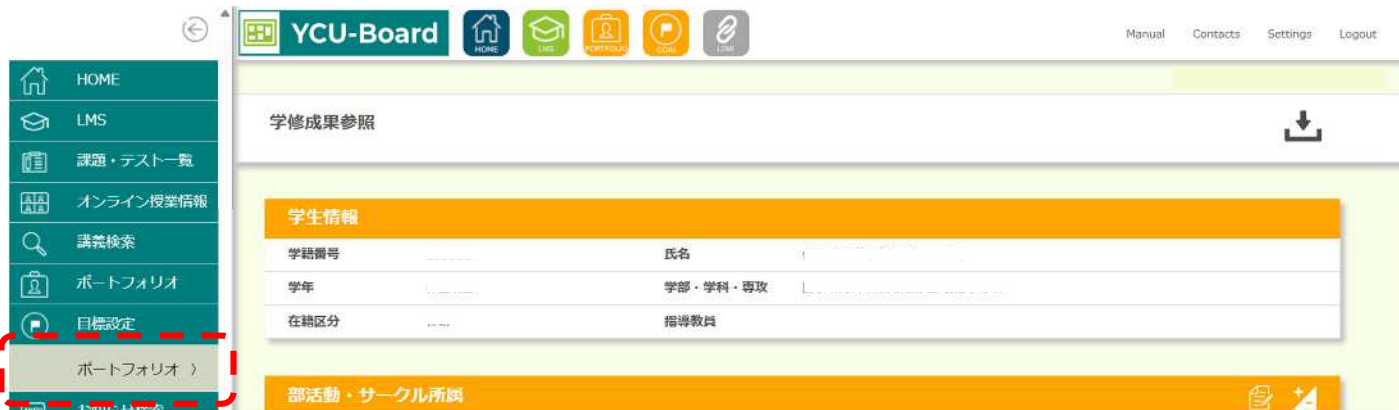 YCU-Board
HOME
LMS
PORTFOLIO
GOAL
LINK
Manual
Contacts
Settings
Logout
HOME
LMS
課題・テスト一覧
オンライン授業情報
講義検索
ポートフォリオ
目標設定
ポートフォリオ 〉
学修成果参照
学生情報
学籍番号
氏名
学年
学部・学科・専攻
在籍区分
指導教員
部活動・サークル所属